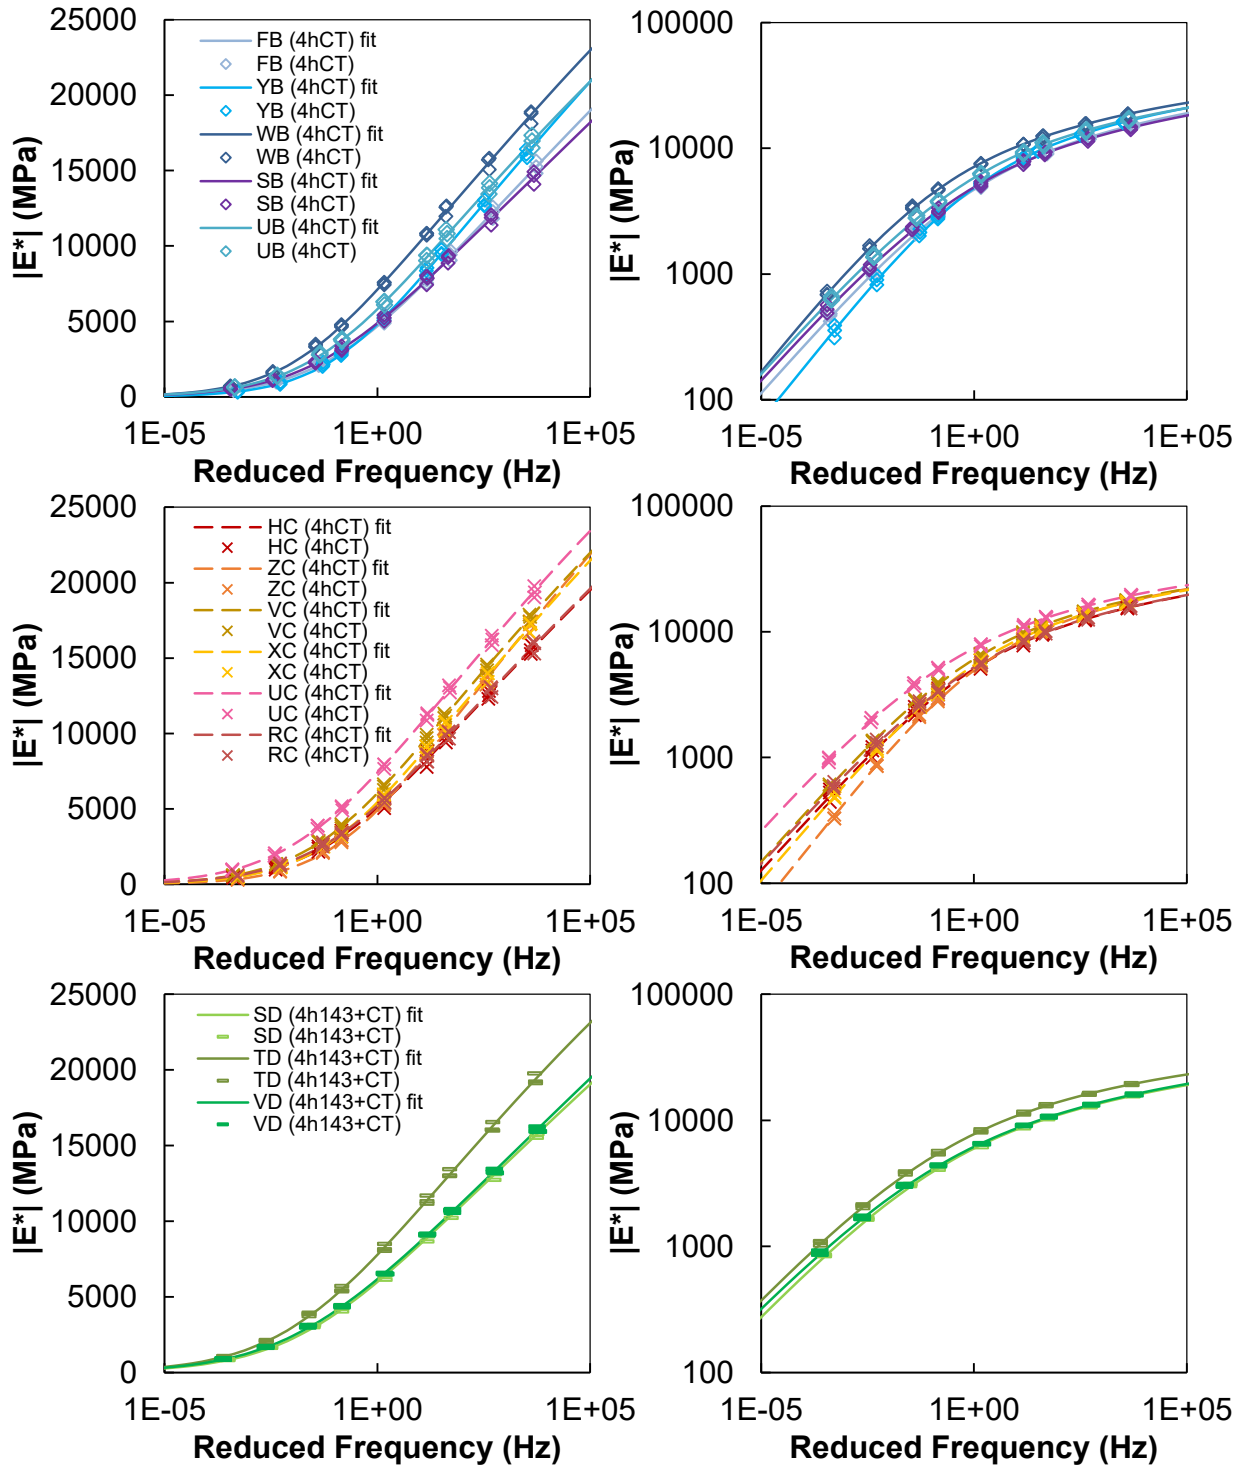 25000
20000
15000
10000
5000
0
|E*| (MPa)
FB (4hCT) fit
FB (4hCT)
YB (4hCT) fit
YB (4hCT)
WB (4hCT) fit
WB (4hCT)
SB (4hCT) fit
SB (4hCT)
UB (4hCT) fit
UB (4hCT)
1E-05 1E+00 1E+05
Reduced Frequency (Hz)
100000
10000
1000
100
|E*| (MPa)
1E-05 1E+00 1E+05
Reduced Frequency (Hz)
25000
20000
15000
10000
5000
0
|E*| (MPa)
HC (4hCT) fit
HC (4hCT)
ZC (4hCT) fit
ZC (4hCT)
VC (4hCT) fit
VC (4hCT)
XC (4hCT) fit
XC (4hCT)
UC (4hCT) fit
UC (4hCT)
RC (4hCT) fit
RC (4hCT)
1E-05 1E+00 1E+05
Reduced Frequency (Hz)
100000
10000
1000
100
|E*| (MPa)
1E-05 1E+00 1E+05
Reduced Frequency (Hz)
25000
20000
15000
10000
5000
0
|E*| (MPa)
SD (4h143+CT) fit
SD (4h143+CT)
TD (4h143+CT) fit
TD (4h143+CT)
VD (4h143+CT) fit
VD (4h143+CT)
1E-05 1E+00 1E+05
Reduced Frequency (Hz)
100000
10000
1000
100
|E*| (MPa)
1E-05 1E+00 1E+05
Reduced Frequency (Hz)